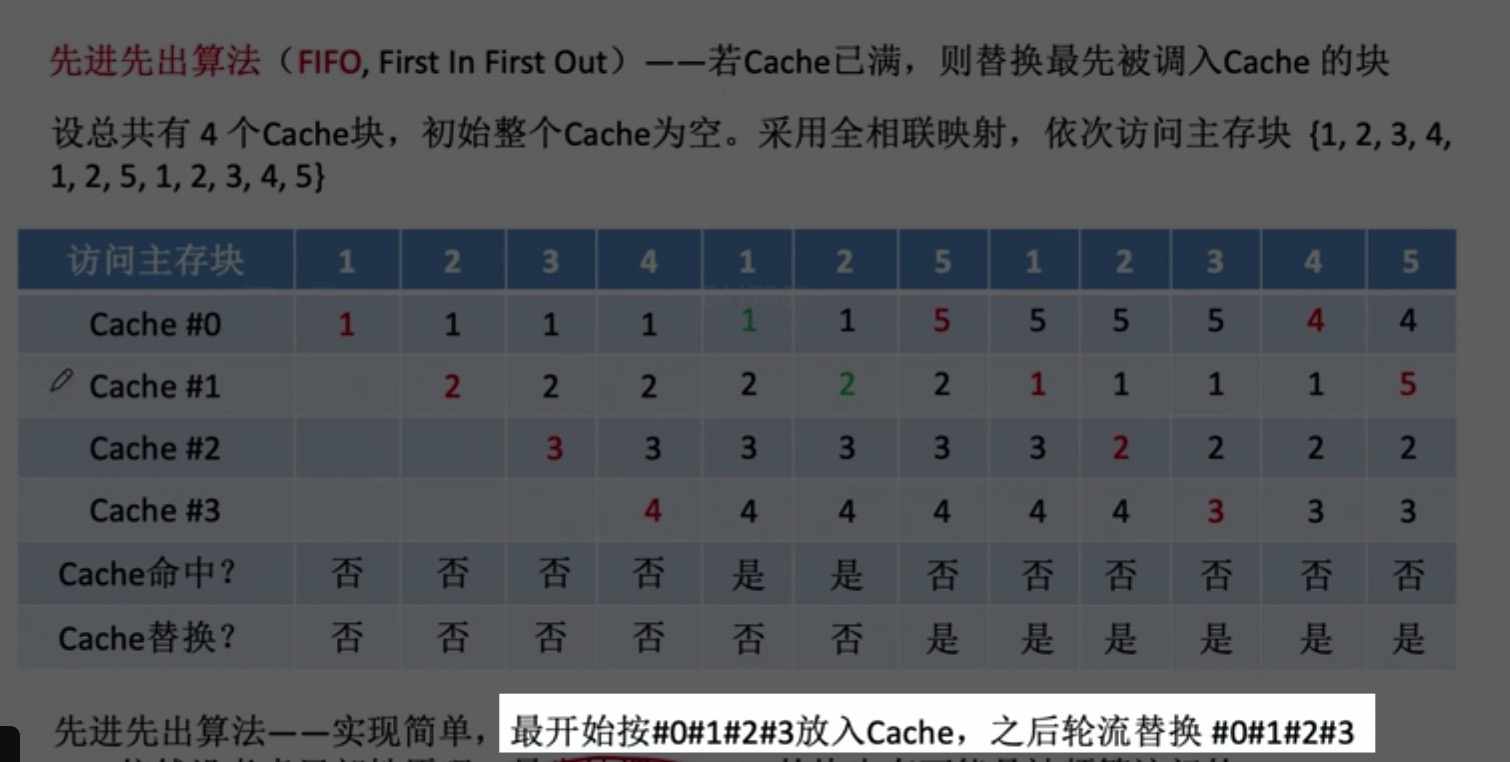 先进先出算法（FIFO, First In First Out）——若Cache已满，则替换最先被调入Cache 的块
设总共有 4 个Cache块，初始整个Cache为空。采用全相联映射，依次访问主存块 {1, 2, 3, 4,
1, 2, 5, 1, 2, 3, 4, 5}
访问主存块 1 2 3 4 1 2 5 1 2 3 4 5
Cache #0 1 1 1 1 1 1 5 5 5 5 4 4
Cache #1 2 2 2 2 2 2 1 1 1 1 5
Cache #2 3 3 3 3 3 3 2 2 2 2
Cache #3 4 4 4 4 4 4 3 3 3
Cache命中？ 否 否 否 否 是 是 否 否 否 否 否 否
Cache替换？ 否 否 否 否 否 否 是 是 是 是 是 是
先进先出算法——实现简单，最开始按#0#1#2#3放入Cache，之后轮流替换 #0#1#2#3